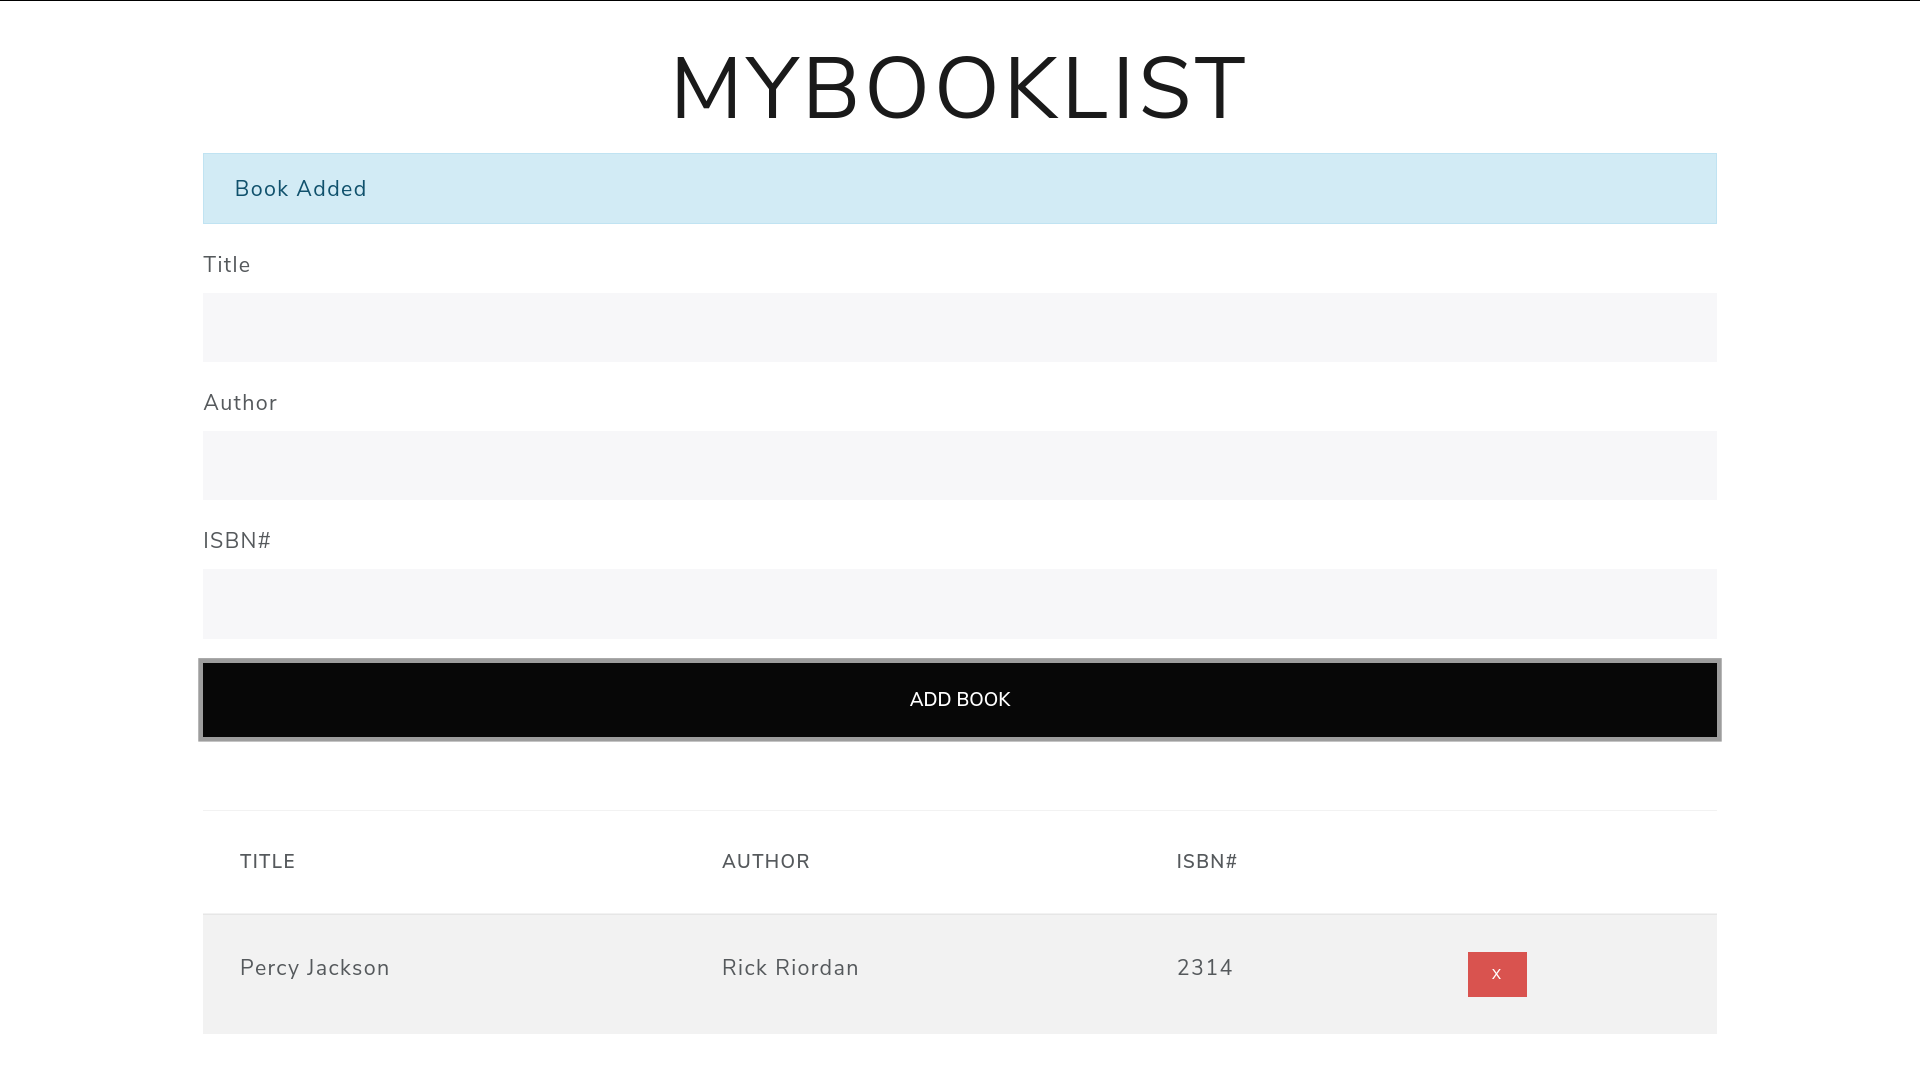 MYBOOKLIST
Book Added
Title
Author
ISBN#
ADD BOOK
TITLE AUTHOR ISBN#
Percy Jackson Rick Riordan 2314 X